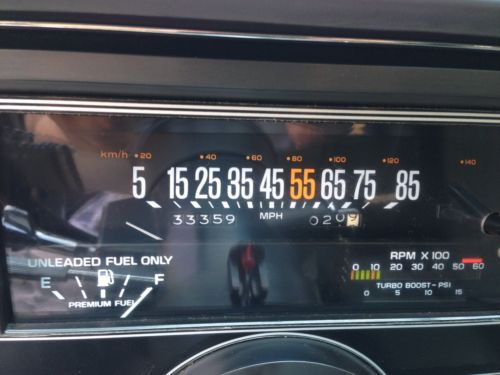 km/h 20 40 60 80 100 120 140
5 15 25 35 45 55 65 75 85
33359 MPH 020
UNLEADED FUEL ONLY
E F
PREMIUM FUEL
RPM X 100
0 10 20 30 40 50 60
TURBO BOOST-PSI
0 5 10 15